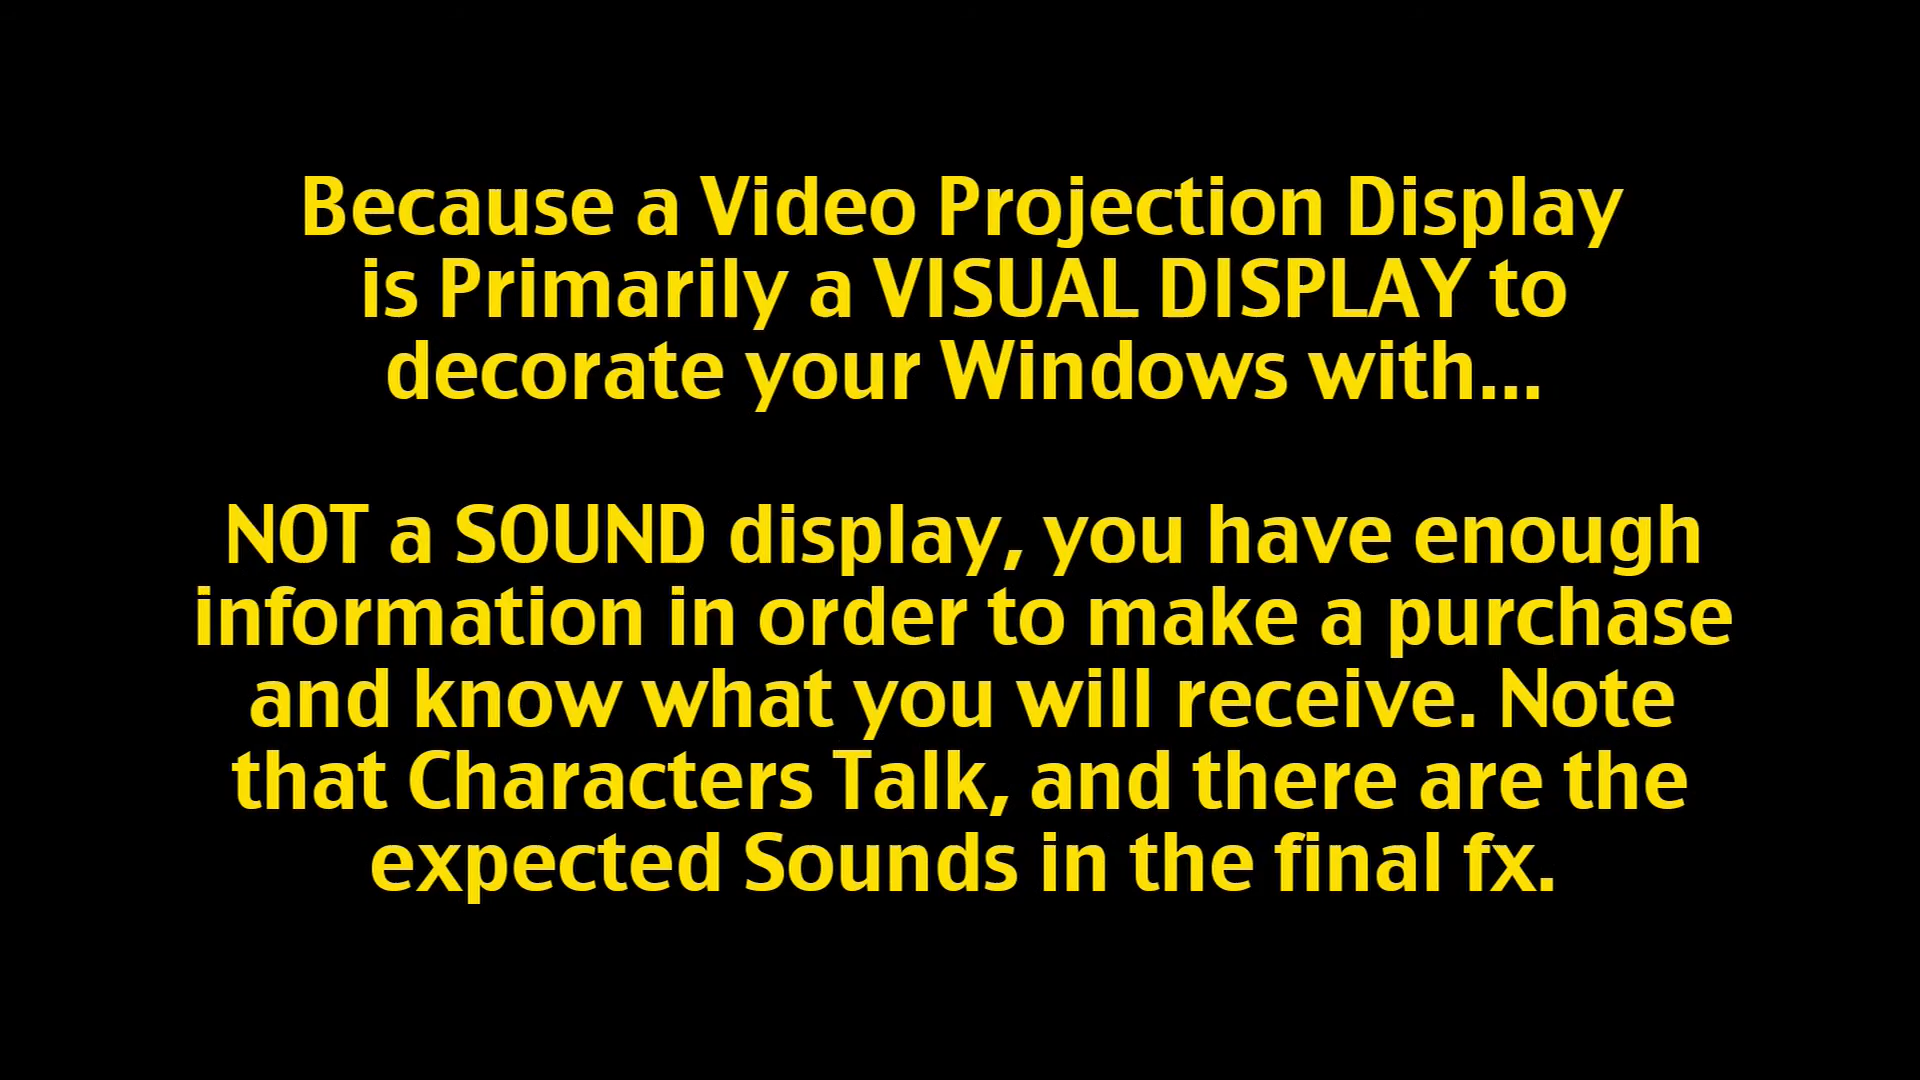 Because a Video Projection Display
is Primarily a VISUAL DISPLAY to
decorate your Windows with...
NOT a SOUND display, you have enough
information in order to make a purchase
and know what you will receive. Note
that Characters Talk, and there are the
expected Sounds in the final fx.